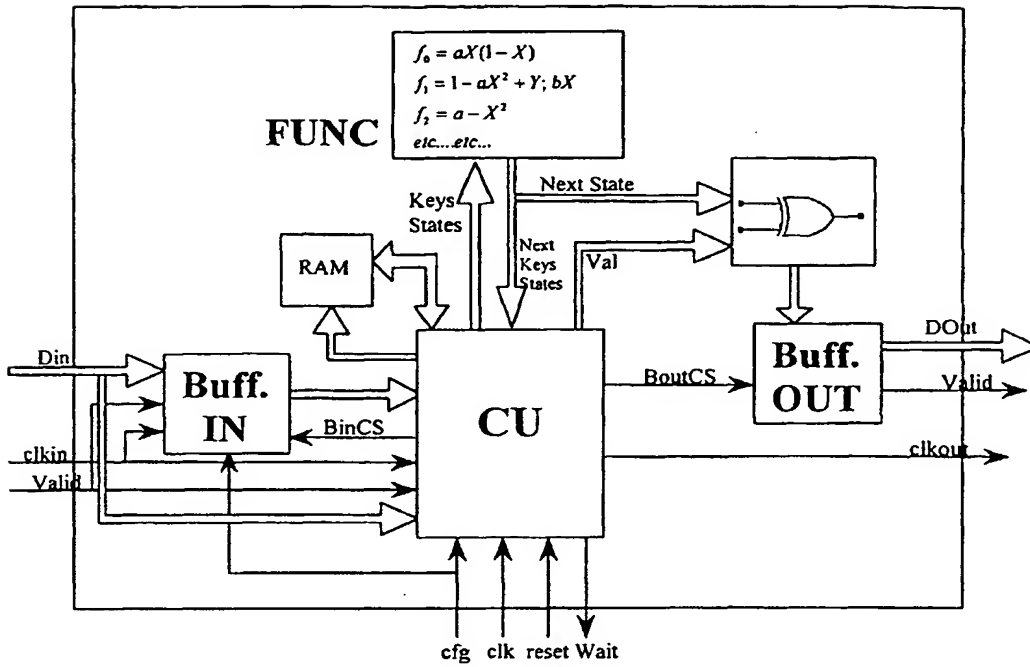 f₀ = aX(1 − X)
f₁ = 1 − aX² + Y; bX
f₂ = a − X²
etc....etc...
FUNC
Keys
States
Next State
Next
Keys
States
Val
RAM
Din
Buff.
IN
BinCS
clkin
Valid
CU
BoutCS
Buff.
OUT
DOut
Valid
clkout
cfg clk reset Wait